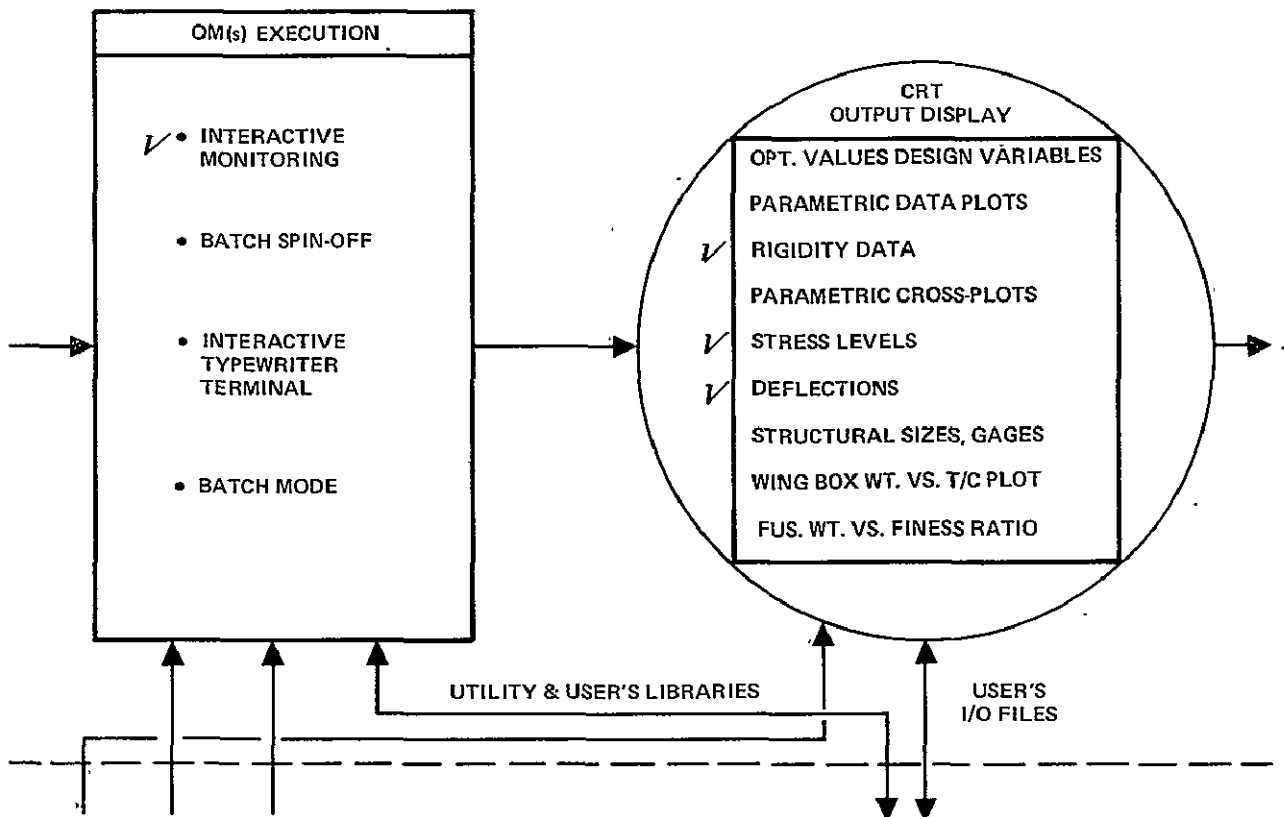 OM(s) EXECUTION
✓ • INTERACTIVE
MONITORING
• BATCH SPIN-OFF
• INTERACTIVE
TYPEWRITER
TERMINAL
• BATCH MODE
CRT
OUTPUT DISPLAY
OPT. VALUES DESIGN VARIABLES
PARAMETRIC DATA PLOTS
✓ RIGIDITY DATA
PARAMETRIC CROSS-PLOTS
✓ STRESS LEVELS
✓ DEFLECTIONS
STRUCTURAL SIZES, GAGES
WING BOX WT. VS. T/C PLOT
FUS. WT. VS. FINESS RATIO
UTILITY & USER'S LIBRARIES
USER'S
I/O FILES